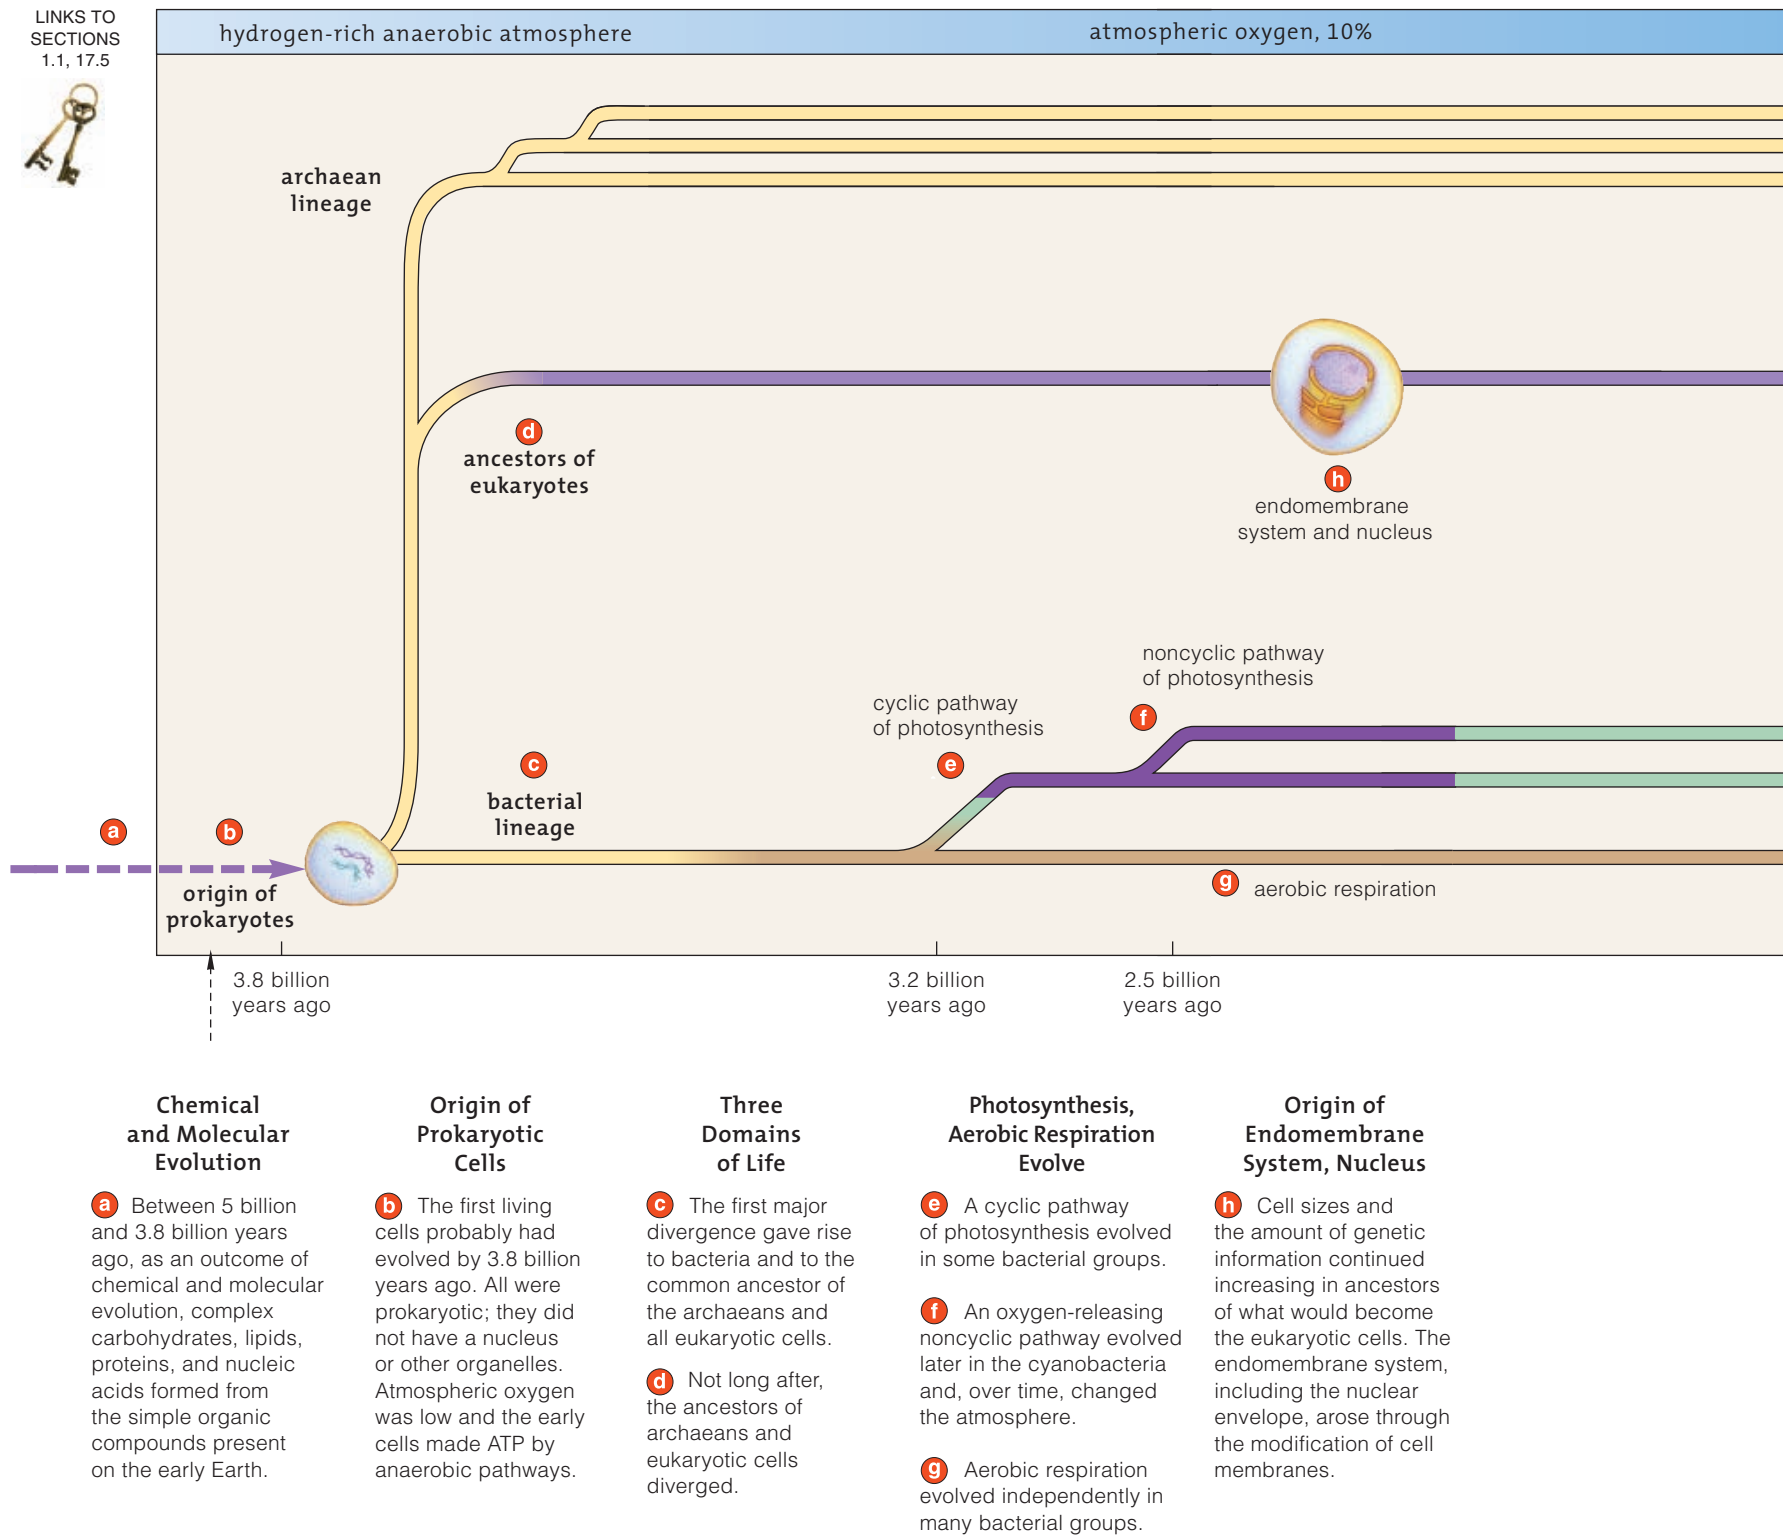 LINKS TO
SECTIONS
1.1, 17.5
hydrogen-rich anaerobic atmosphere
atmospheric oxygen, 10%
archaean
lineage
d
ancestors of
eukaryotes
h
endomembrane
system and nucleus
noncyclic pathway
of photosynthesis
f
cyclic pathway
of photosynthesis
e
c
bacterial
lineage
a
b
origin of
prokaryotes
g aerobic respiration
3.8 billion
years ago
3.2 billion
years ago
2.5 billion
years ago
Chemical
and Molecular
Evolution
a Between 5 billion
and 3.8 billion years
ago, as an outcome of
chemical and molecular
evolution, complex
carbohydrates, lipids,
proteins, and nucleic
acids formed from
the simple organic
compounds present
on the early Earth.
Origin of
Prokaryotic
Cells
b The first living
cells probably had
evolved by 3.8 billion
years ago. All were
prokaryotic; they did
not have a nucleus
or other organelles.
Atmospheric oxygen
was low and the early
cells made ATP by
anaerobic pathways.
Three
Domains
of Life
c The first major
divergence gave rise
to bacteria and to the
common ancestor of
the archaeans and
all eukaryotic cells.
d Not long after,
the ancestors of
archaeans and
eukaryotic cells
diverged.
Photosynthesis,
Aerobic Respiration
Evolve
e A cyclic pathway
of photosynthesis evolved
in some bacterial groups.
f An oxygen-releasing
noncyclic pathway evolved
later in the cyanobacteria
and, over time, changed
the atmosphere.
g Aerobic respiration
evolved independently in
many bacterial groups.
Origin of
Endomembrane
System, Nucleus
h Cell sizes and
the amount of genetic
information continued
increasing in ancestors
of what would become
the eukaryotic cells. The
endomembrane system,
including the nuclear
envelope, arose through
the modification of cell
membranes.